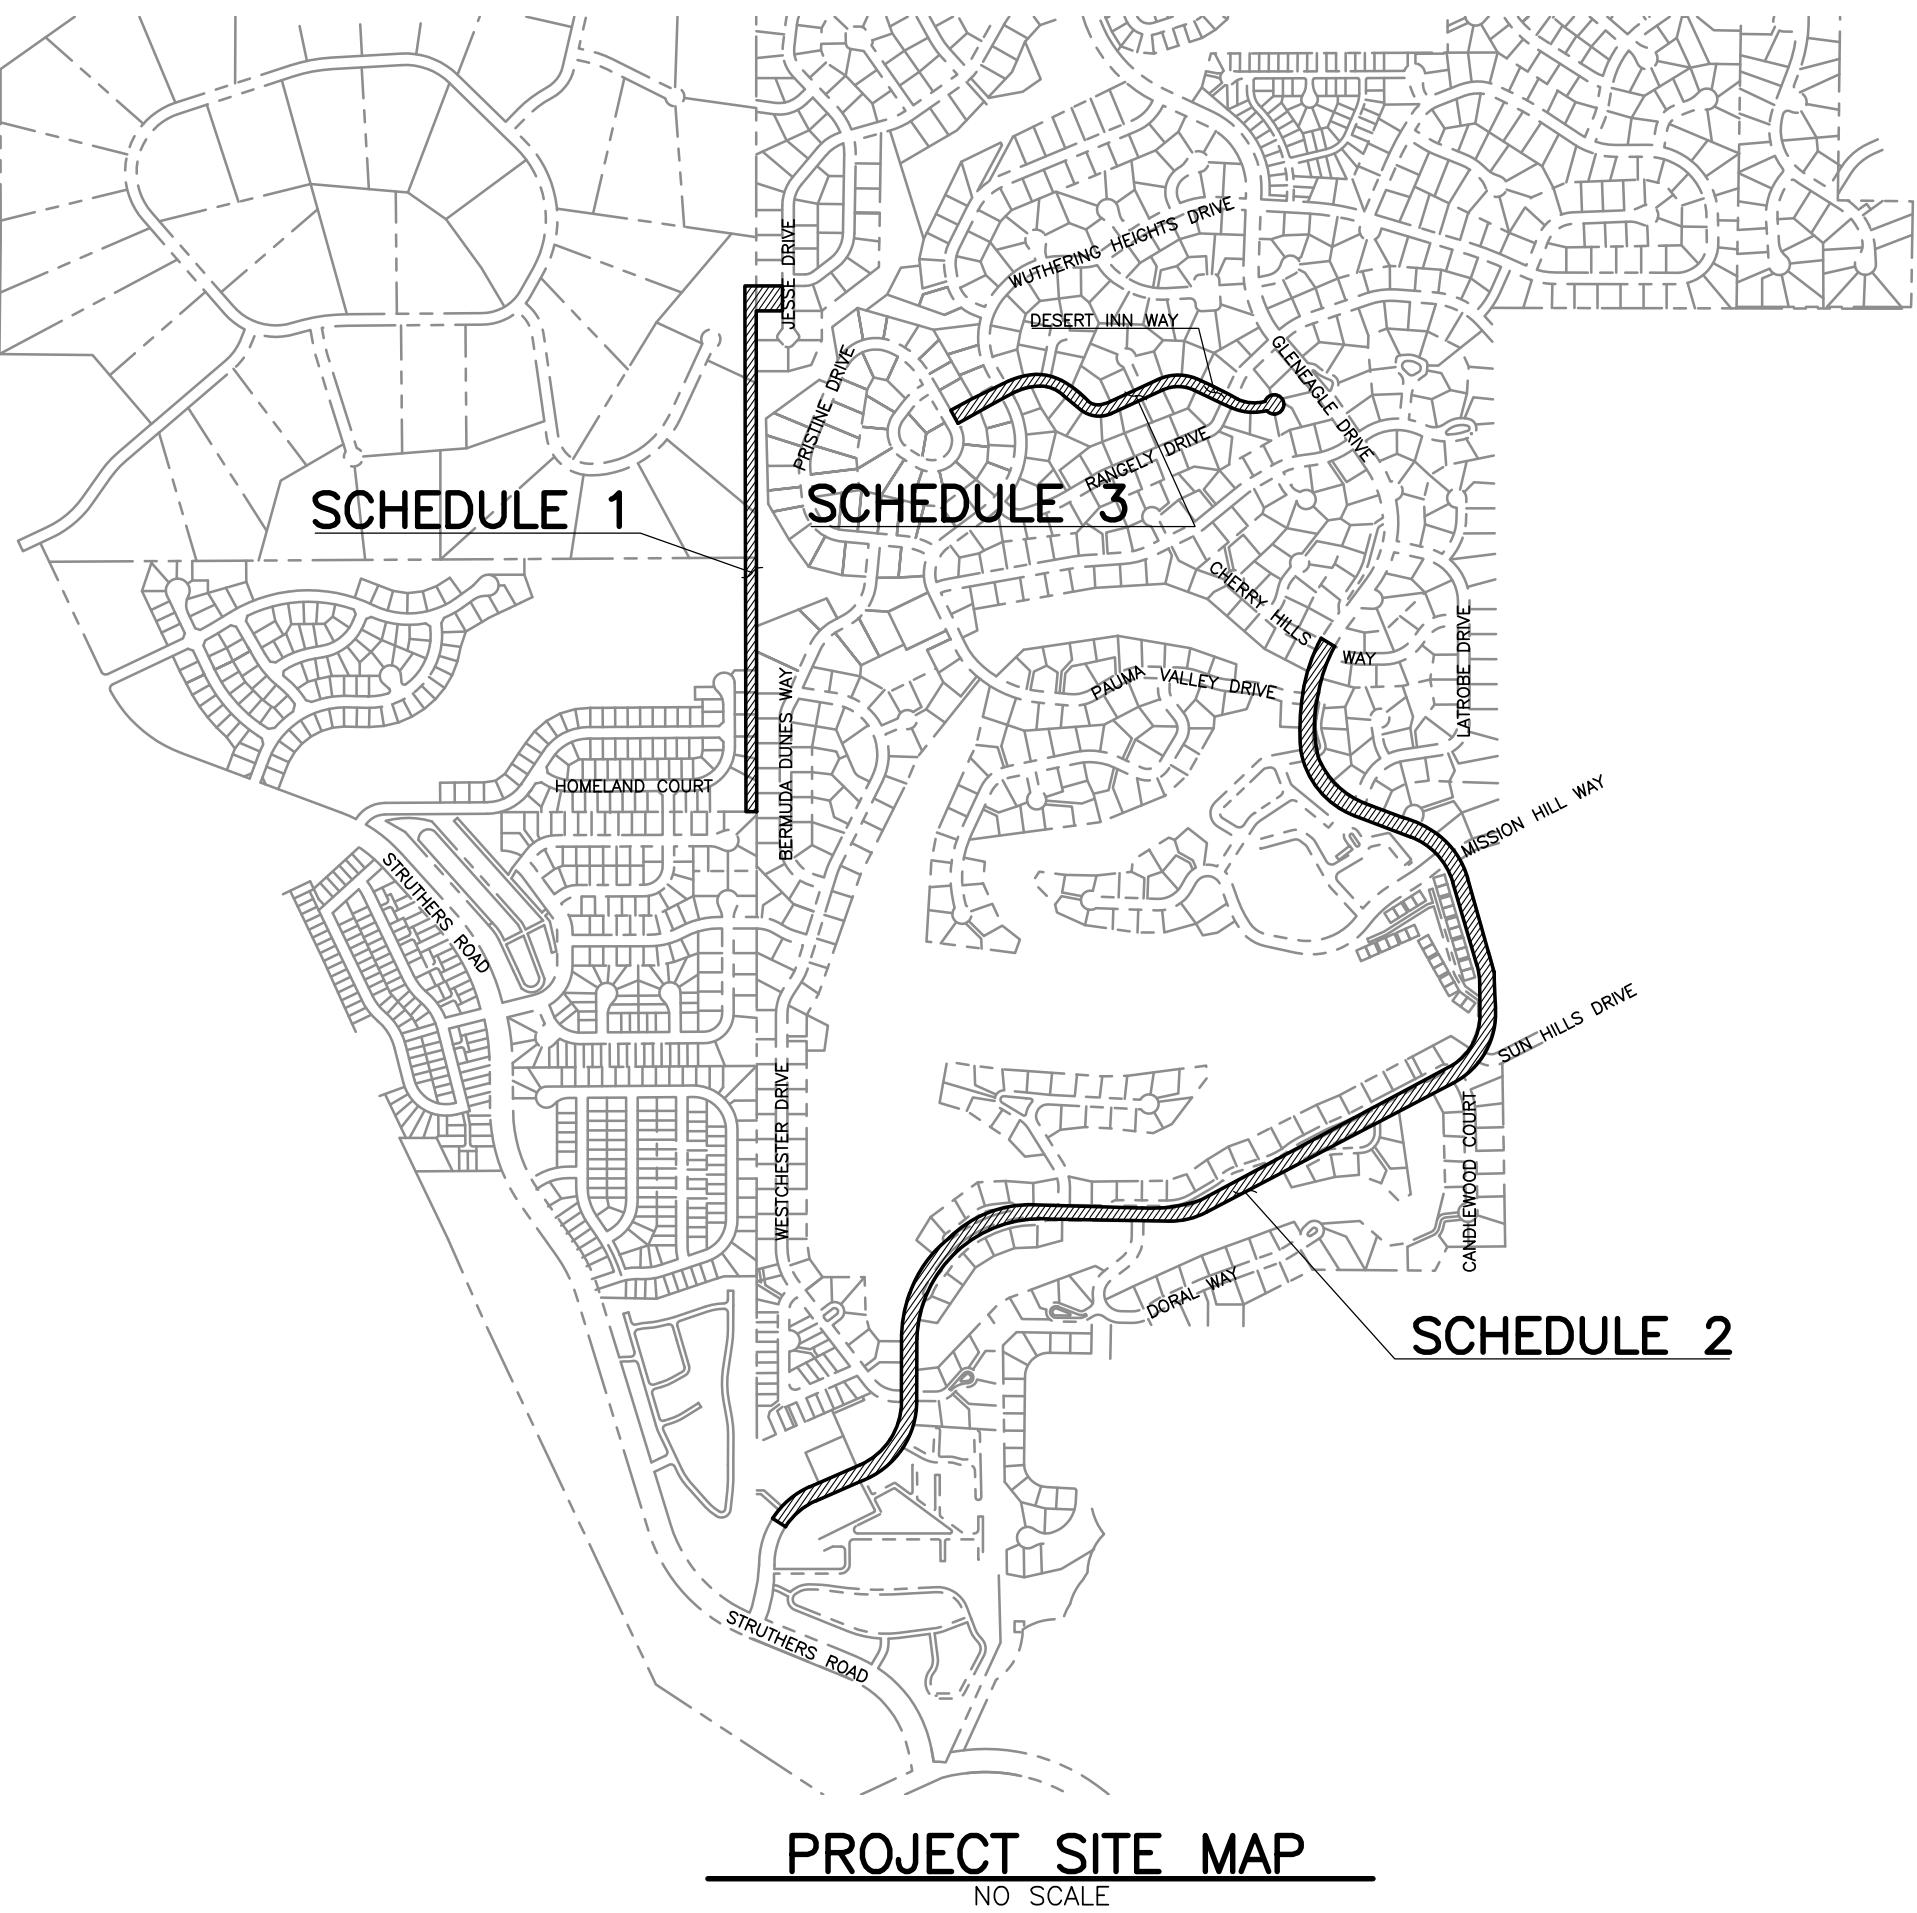 JESSE DRIVE
WUTHERING HEIGHTS DRIVE
DESERT INN WAY
GLENEAGLE DRIVE
PRISTINE DRIVE
RANGELY DRIVE
SCHEDULE 1
SCHEDULE 3
CHERRY HILLS WAY
LATROBE DRIVE
PAUMA VALLEY DRIVE
BERMUDA DUNES WAY
HOMELAND COURT
MISSION HILL WAY
STRUTHERS ROAD
SUN HILLS DRIVE
WESTCHESTER DRIVE
CANDLEWOOD COURT
DORAL WAY
SCHEDULE 2
STRUTHERS ROAD
PROJECT SITE MAP
NO SCALE